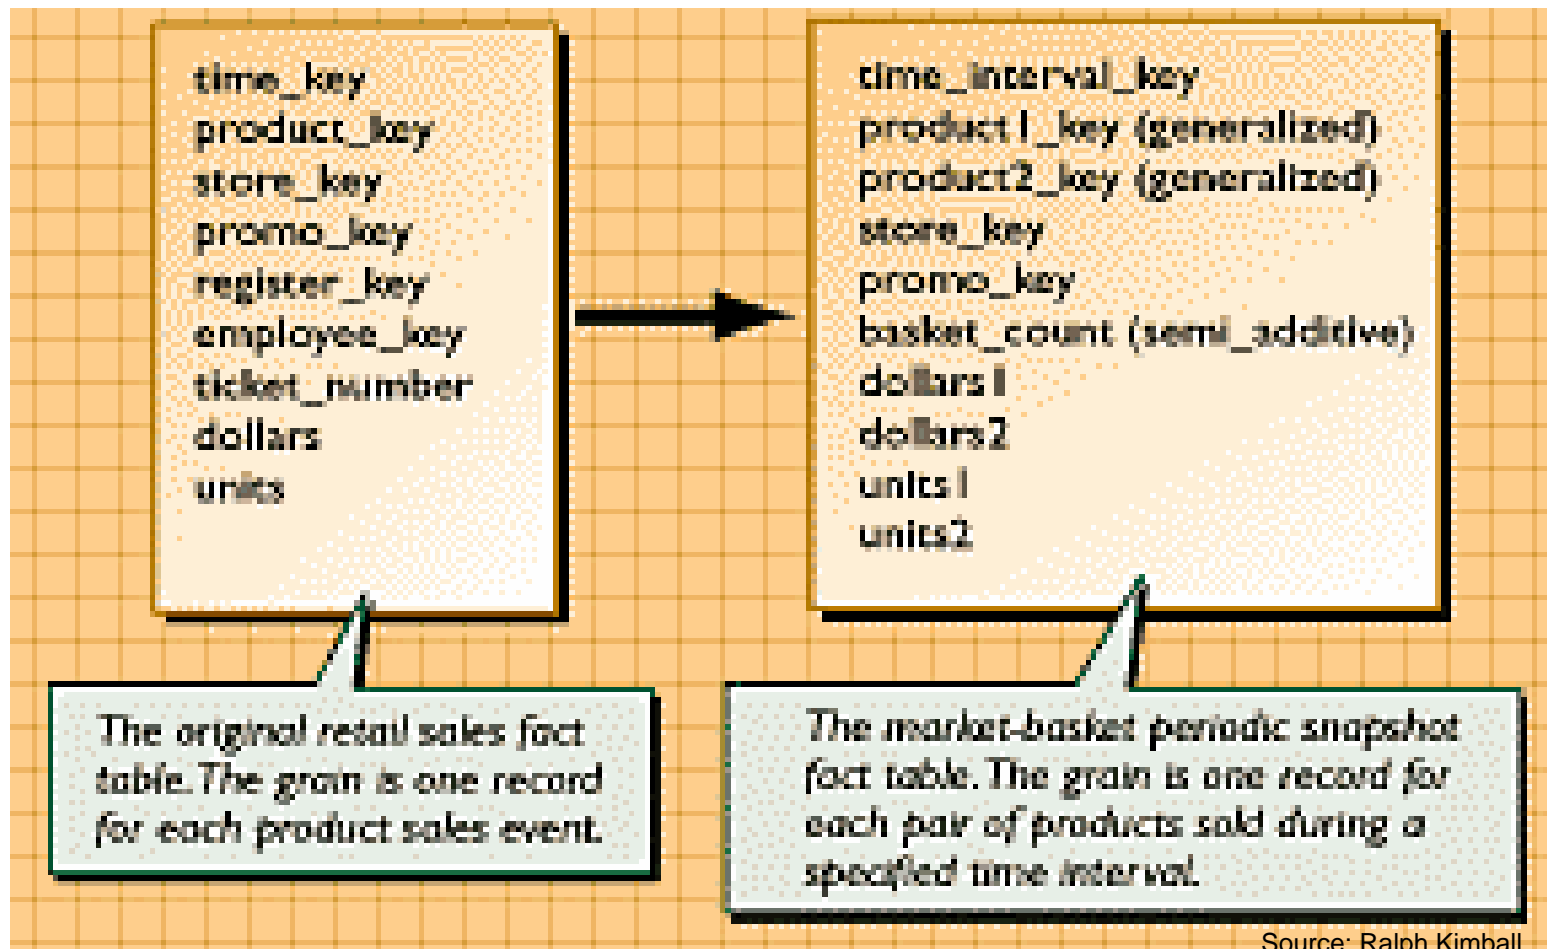 time_key
product_key
store_key
promo_key
register_key
employee_key
ticket_number
dollars
units
time_interval_key
product1_key (generalized)
product2_key (generalized)
store_key
promo_key
basket_count (semi_additive)
dollars1
dollars2
units1
units2
The original retail sales fact
table. The grain is one record
for each product sales event.
The market-basket periodic snapshot
fact table. The grain is one record for
each pair of products sold during a
specified time interval.
Source: Ralph Kimball